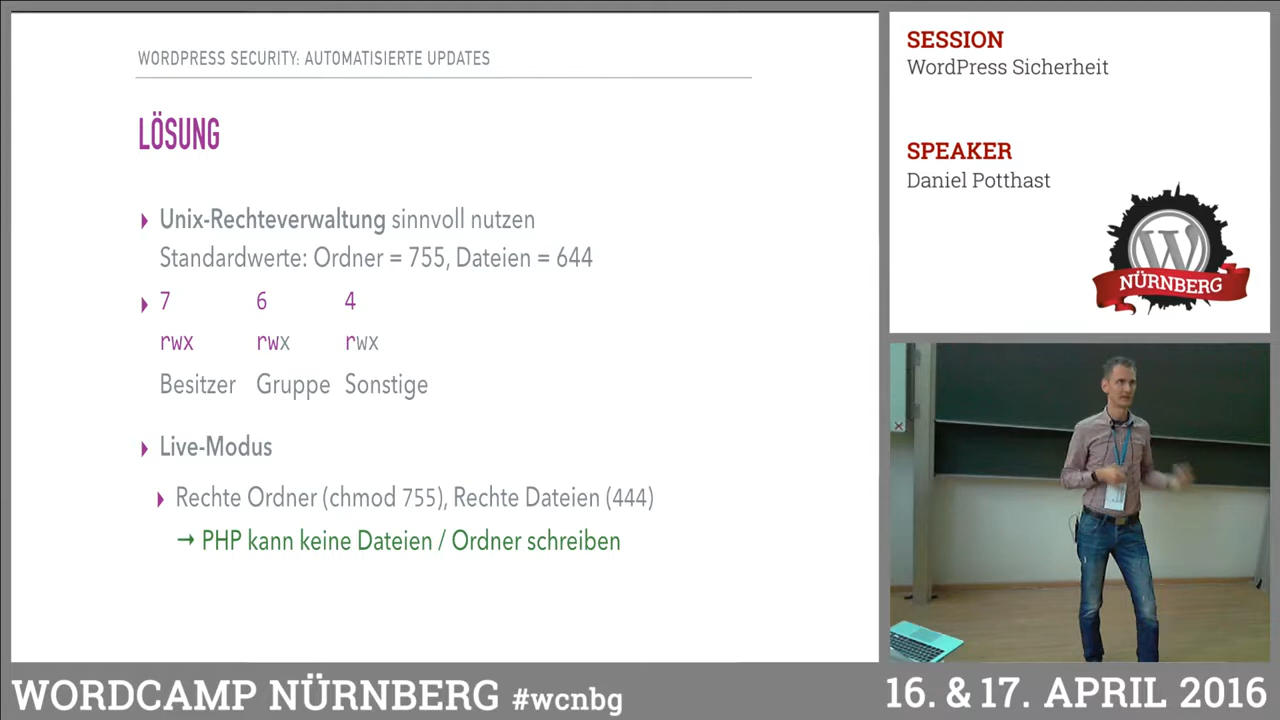 WORDPRESS SECURITY: AUTOMATISIERTE UPDATES
LÖSUNG
Unix-Rechteverwaltung sinnvoll nutzen
Standardwerte: Ordner = 755, Dateien = 644
7 6 4
rwx rwx rwx
Besitzer Gruppe Sonstige
Live-Modus
Rechte Ordner (chmod 755), Rechte Dateien (444)
→ PHP kann keine Dateien / Ordner schreiben
SESSION
WordPress Sicherheit
SPEAKER
Daniel Potthast
W
NÜRNBERG
WORDCAMP NÜRNBERG #wcnbg
16. & 17. APRIL 2016